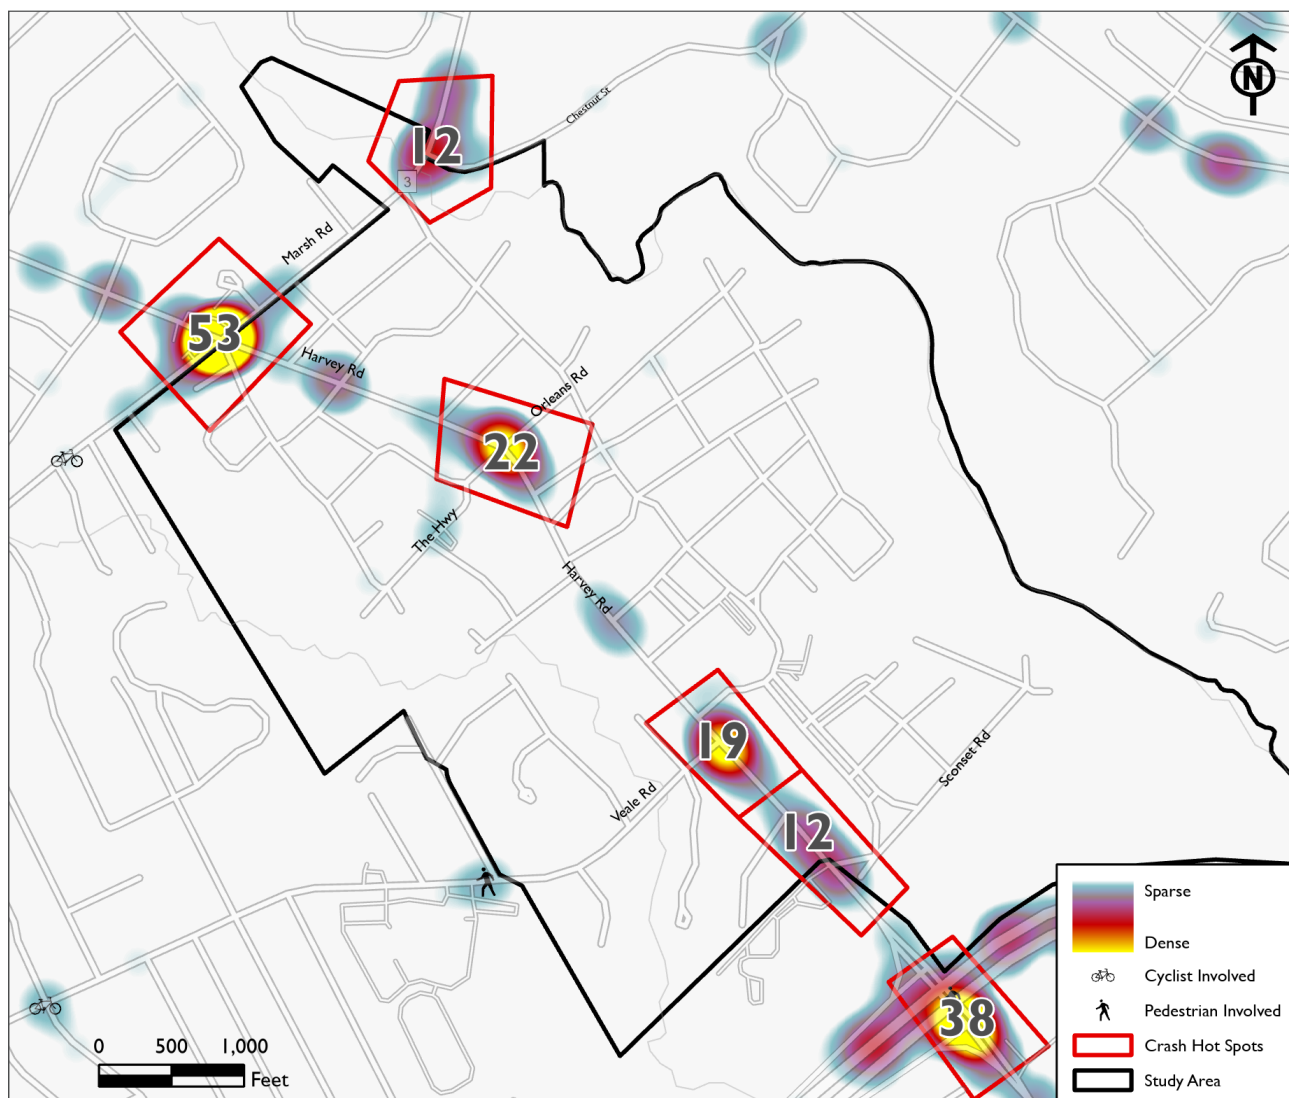 N
Chestnut St
12
3
Marsh Rd
53
Harvey Rd
Orleans Rd
22
The Hwy
Harvey Rd
19
Sconset Rd
Veale Rd
12
38
Sparse
Dense
Cyclist Involved
Pedestrian Involved
Crash Hot Spots
Study Area
0 500 1,000
Feet